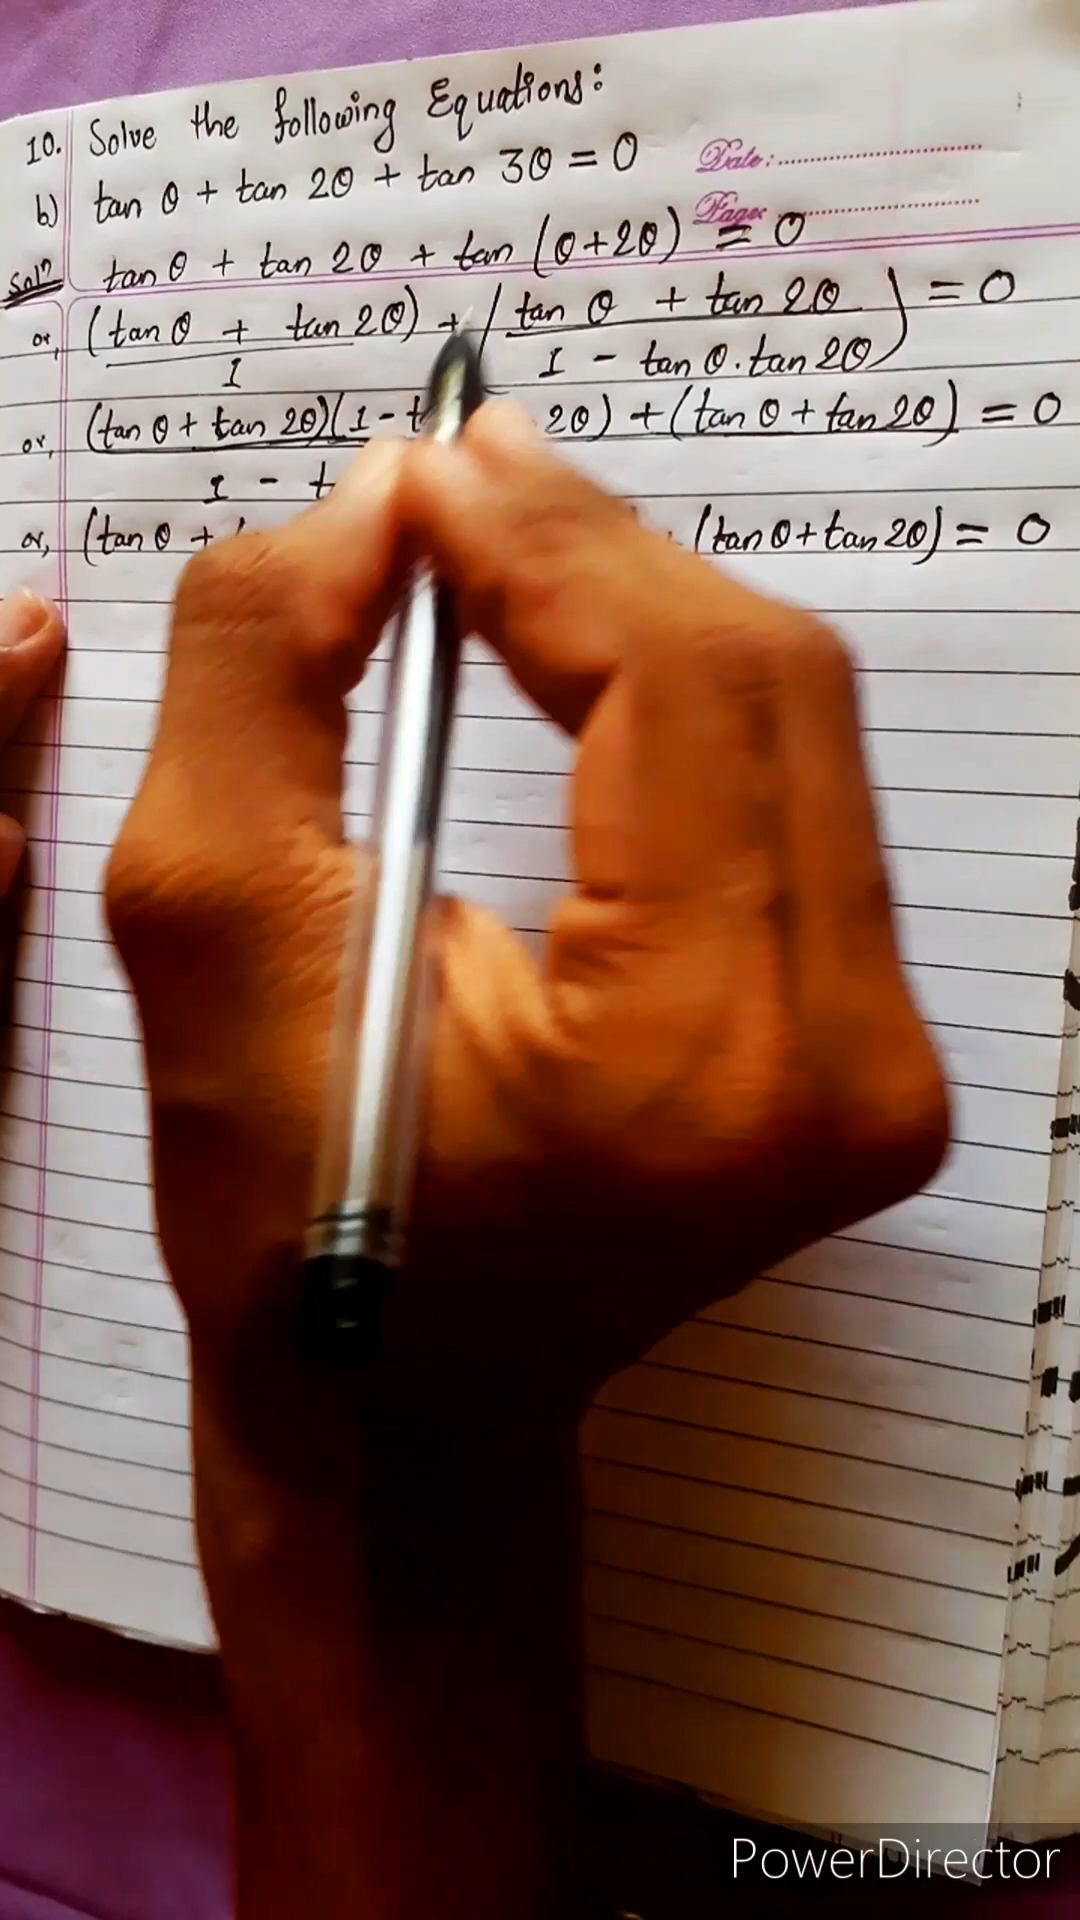 10. Solve the following Equations:
b) tan θ + tan 2θ + tan 3θ = 0
Date:
Page:
Solⁿ tan θ + tan 2θ + tan (θ+2θ) = 0
or, (tan θ + tan 2θ) + (tan θ + tan 2θ) = 0
1 1 - tan θ . tan 2θ
or, (tan θ + tan 2θ)(1 - t 2θ) + (tan θ + tan 2θ) = 0
1 - t
or, (tan θ + (tan θ + tan 2θ) = 0
PowerDirector